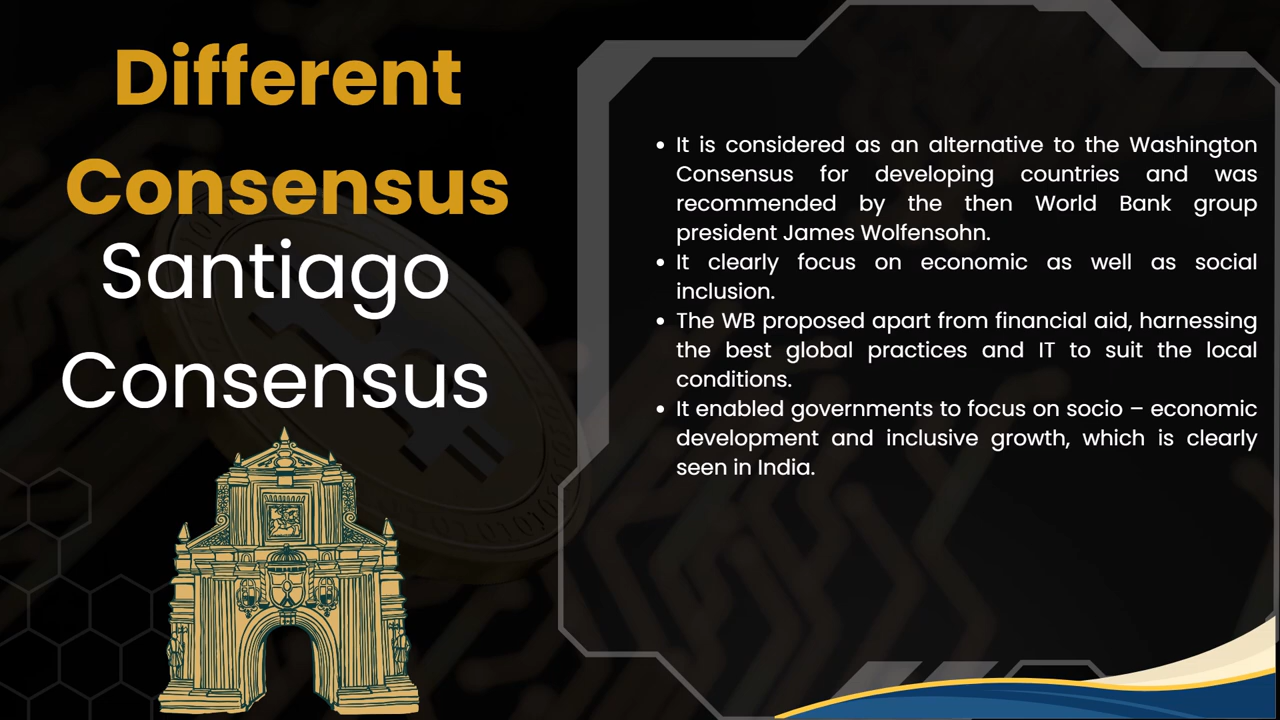 Different
Consensus
Santiago
Consensus
• It is considered as an alternative to the Washington
Consensus for developing countries and was
recommended by the then World Bank group
president James Wolfensohn.
• It clearly focus on economic as well as social
inclusion.
• The WB proposed apart from financial aid, harnessing
the best global practices and IT to suit the local
conditions.
• It enabled governments to focus on socio – economic
development and inclusive growth, which is clearly
seen in India.